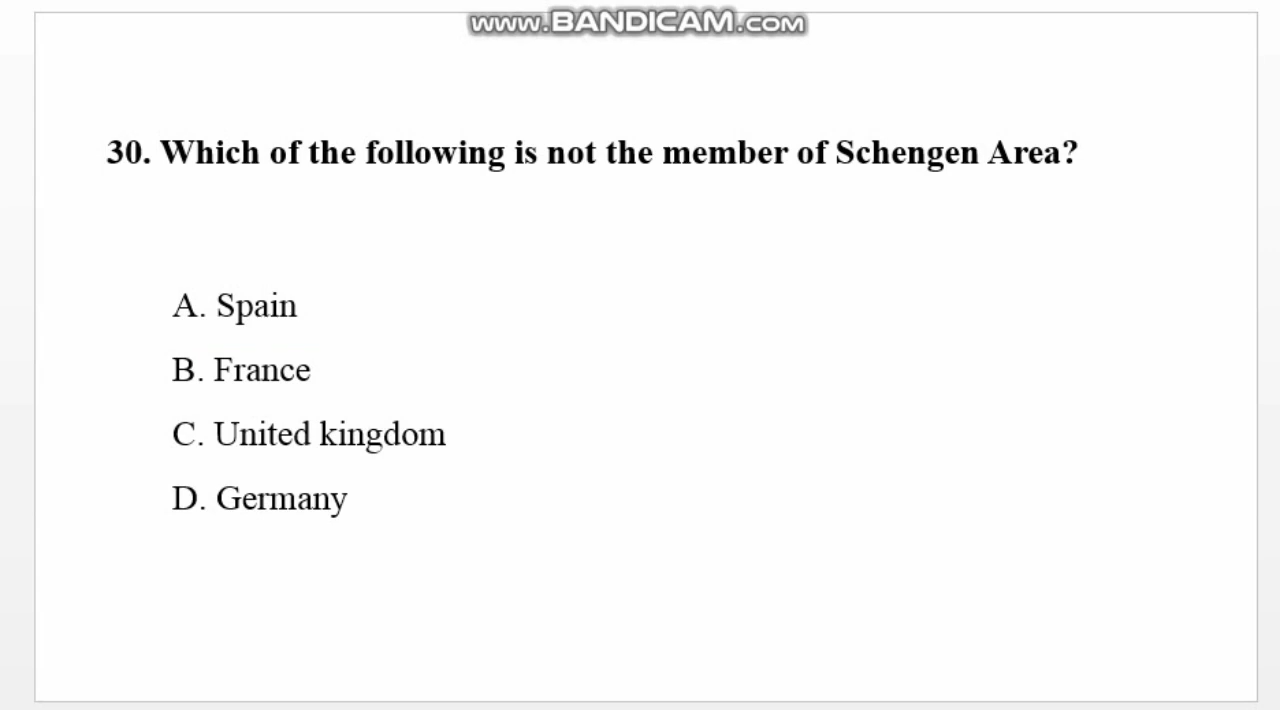 www.BANDICAM.com
30. Which of the following is not the member of Schengen Area?
A. Spain
B. France
C. United kingdom
D. Germany